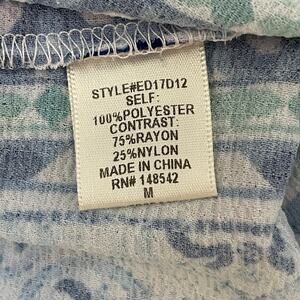 STYLE#ED17D12
SELF:
100%POLYESTER
CONTRAST:
75%RAYON
25%NYLON
MADE IN CHINA
RN# 148542
M